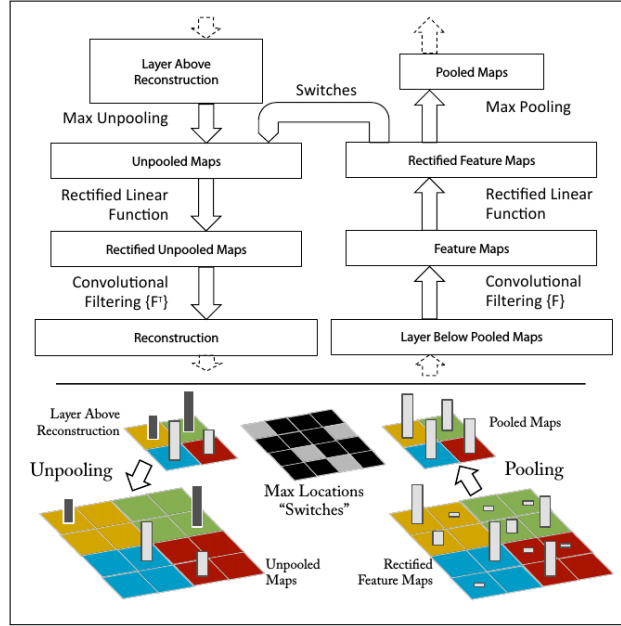 Layer Above
Reconstruction
Pooled Maps
Switches
Max Unpooling
Max Pooling
Unpooled Maps
Rectified Feature Maps
Rectified Linear
Function
Rectified Linear
Function
Rectified Unpooled Maps
Feature Maps
Convolutional
Filtering {Fᵀ}
Convolutional
Filtering {F}
Reconstruction
Layer Below Pooled Maps
Layer Above
Reconstruction
Pooled Maps
Unpooling
Max Locations
“Switches”
Pooling
Unpooled
Maps
Rectified
Feature Maps